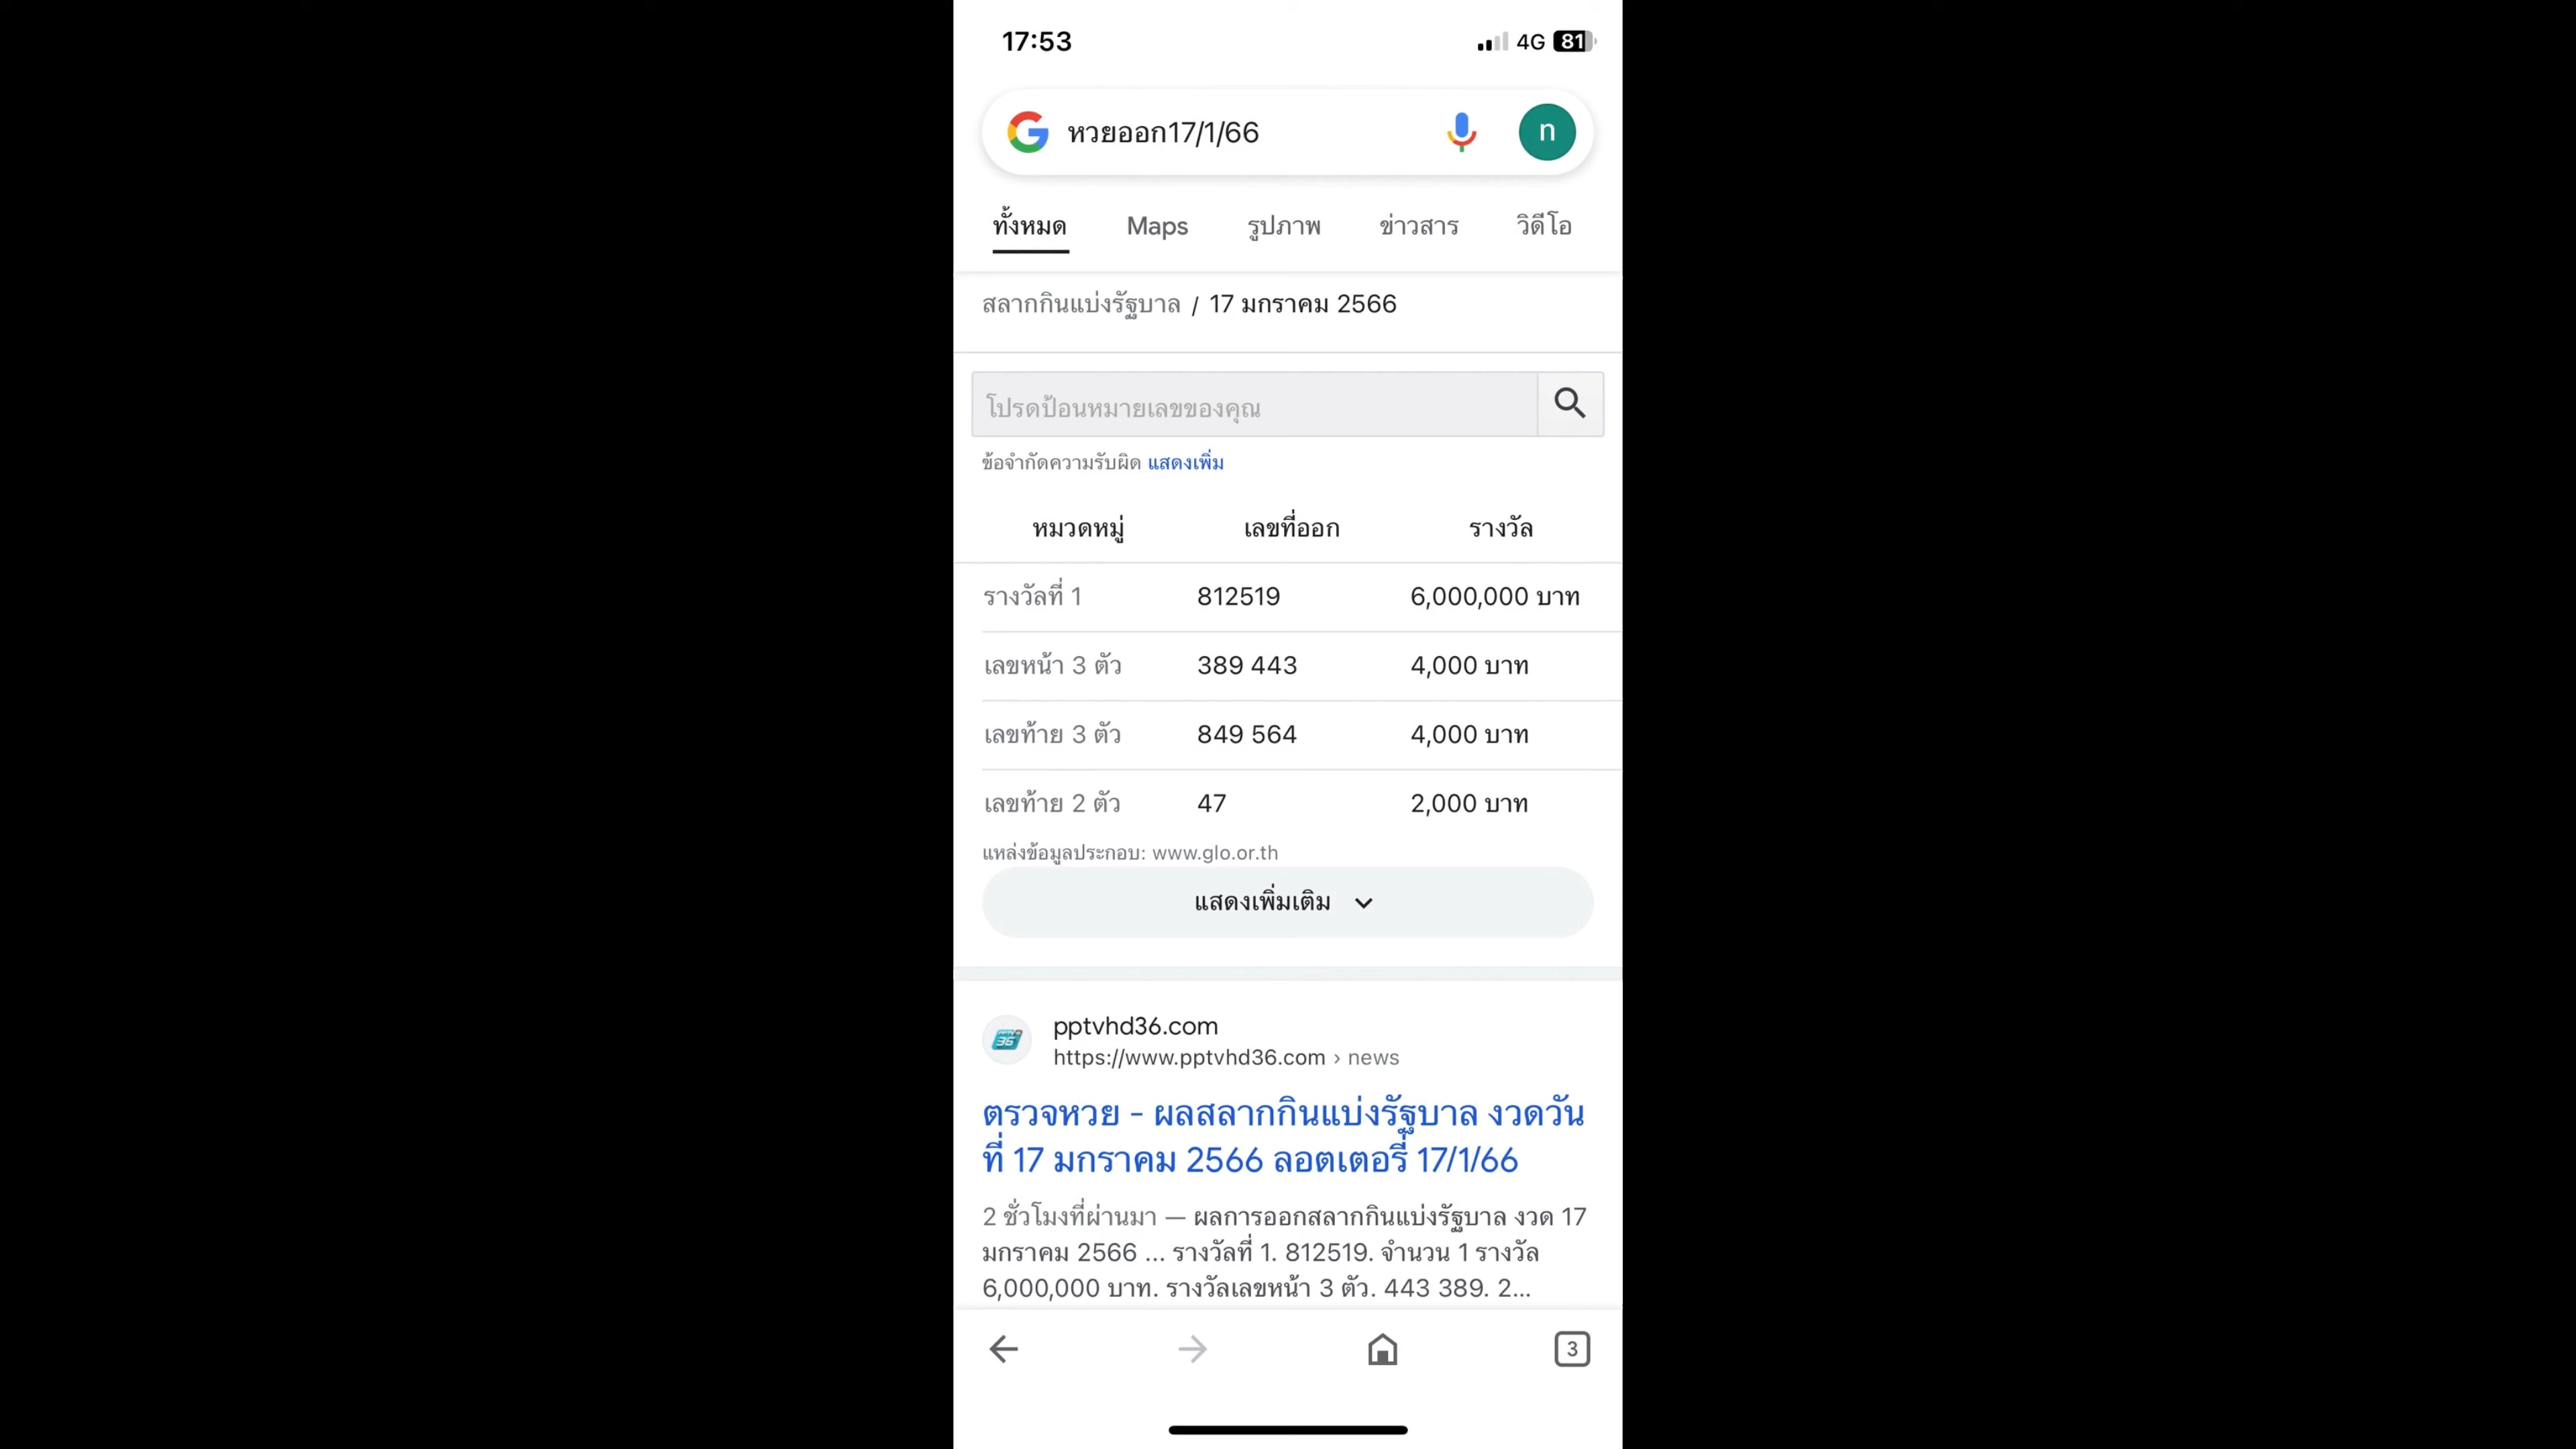 17:53
4G 81
หวยออก17/1/66
n
ทั้งหมด Maps รูปภาพ ข่าวสาร วิดีโอ
สลากกินแบ่งรัฐบาล / 17 มกราคม 2566
โปรดป้อนหมายเลขของคุณ
ข้อจำกัดความรับผิด แสดงเพิ่ม
หมวดหมู่ เลขที่ออก รางวัล
รางวัลที่ 1 812519 6,000,000 บาท
เลขหน้า 3 ตัว 389 443 4,000 บาท
เลขท้าย 3 ตัว 849 564 4,000 บาท
เลขท้าย 2 ตัว 47 2,000 บาท
แหล่งข้อมูลประกอบ: www.glo.or.th
แสดงเพิ่มเติม
36
pptvhd36.com
https://www.pptvhd36.com › news
ตรวจหวย - ผลสลากกินแบ่งรัฐบาล งวดวัน
ที่ 17 มกราคม 2566 ลอตเตอรี่ 17/1/66
2 ชั่วโมงที่ผ่านมา — ผลการออกสลากกินแบ่งรัฐบาล งวด 17
มกราคม 2566 ... รางวัลที่ 1. 812519. จำนวน 1 รางวัล
6,000,000 บาท. รางวัลเลขหน้า 3 ตัว. 443 389. 2...
3